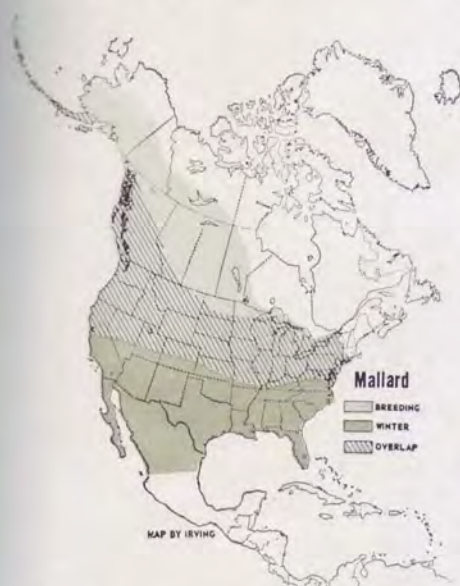 Mallard
BREEDING
WINTER
OVERLAP
MAP BY IRVING